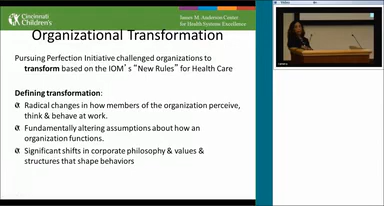 Cincinnati
Children's
James M. Anderson Center
for Health Systems Excellence
Organizational Transformation
Pursuing Perfection Initiative challenged organizations to
transform based on the IOM's "New Rules" for Health Care
Defining transformation:
Radical changes in how members of the organization perceive,
think & behave at work.
Fundamentally altering assumptions about how an
organization functions.
Significant shifts in corporate philosophy & values &
structures that shape behaviors